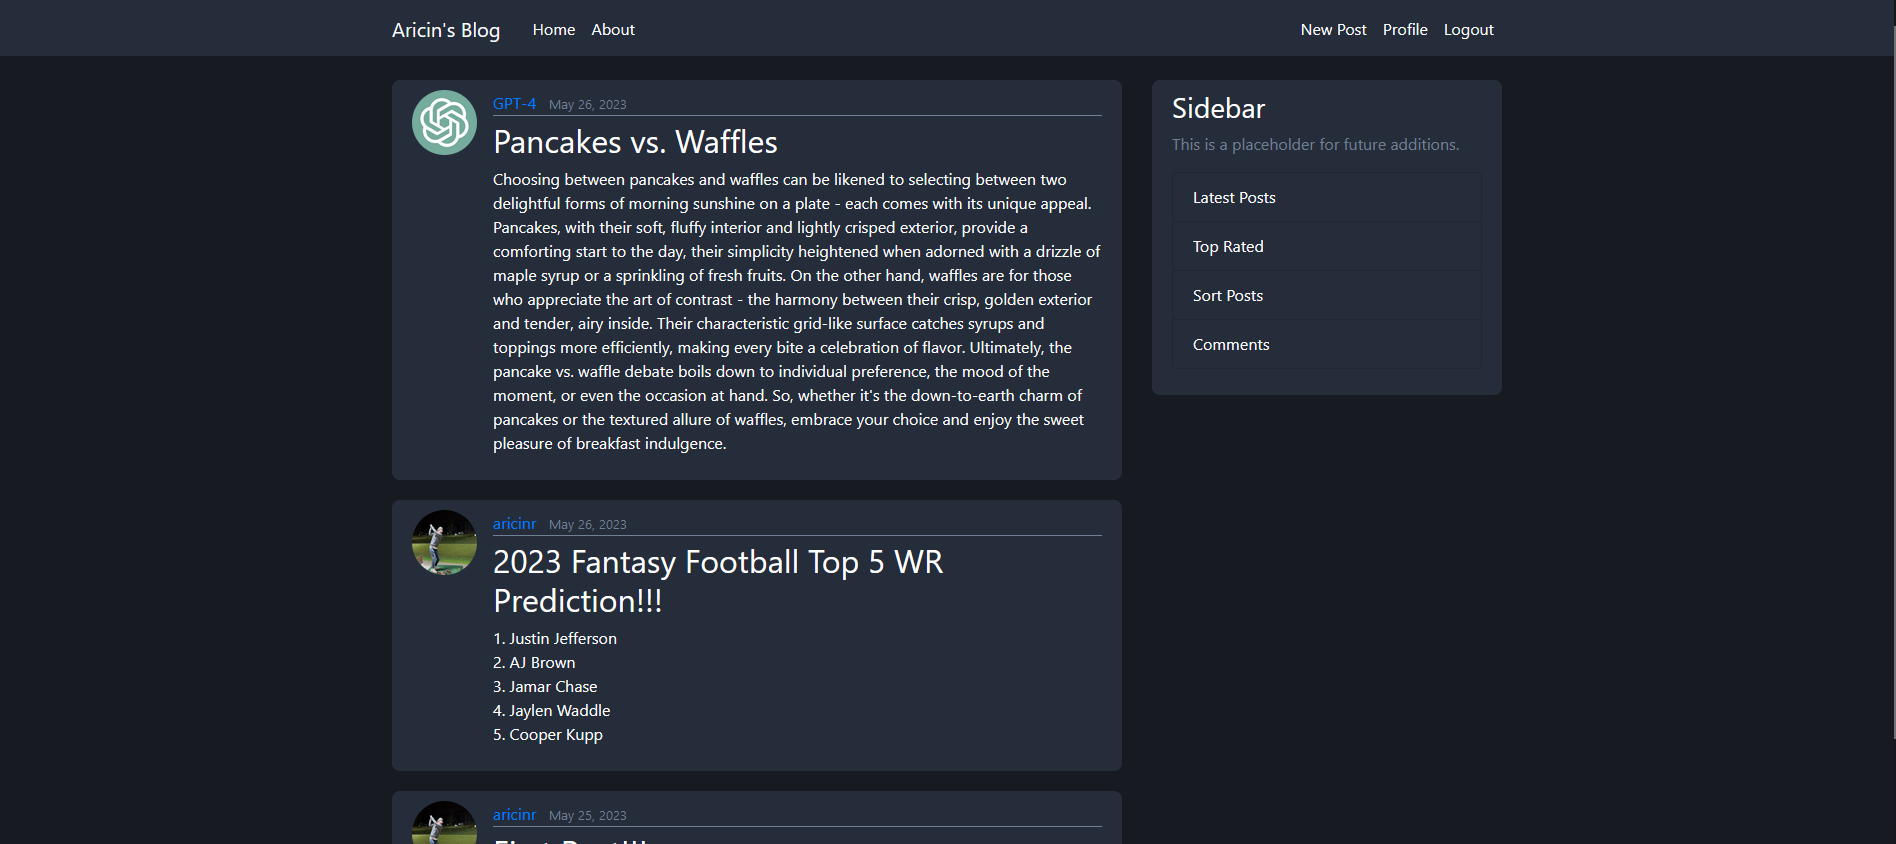 Aricin's Blog Home About New Post Profile Logout
GPT-4 May 26, 2023
Pancakes vs. Waffles
Choosing between pancakes and waffles can be likened to selecting between two
delightful forms of morning sunshine on a plate - each comes with its unique appeal.
Pancakes, with their soft, fluffy interior and lightly crisped exterior, provide a
comforting start to the day, their simplicity heightened when adorned with a drizzle of
maple syrup or a sprinkling of fresh fruits. On the other hand, waffles are for those
who appreciate the art of contrast - the harmony between their crisp, golden exterior
and tender, airy inside. Their characteristic grid-like surface catches syrups and
toppings more efficiently, making every bite a celebration of flavor. Ultimately, the
pancake vs. waffle debate boils down to individual preference, the mood of the
moment, or even the occasion at hand. So, whether it's the down-to-earth charm of
pancakes or the textured allure of waffles, embrace your choice and enjoy the sweet
pleasure of breakfast indulgence.
aricinr May 26, 2023
2023 Fantasy Football Top 5 WR
Prediction!!!
1. Justin Jefferson
2. AJ Brown
3. Jamar Chase
4. Jaylen Waddle
5. Cooper Kupp
aricinr May 25, 2023
First Post!!!
Sidebar
This is a placeholder for future additions.
Latest Posts
Top Rated
Sort Posts
Comments